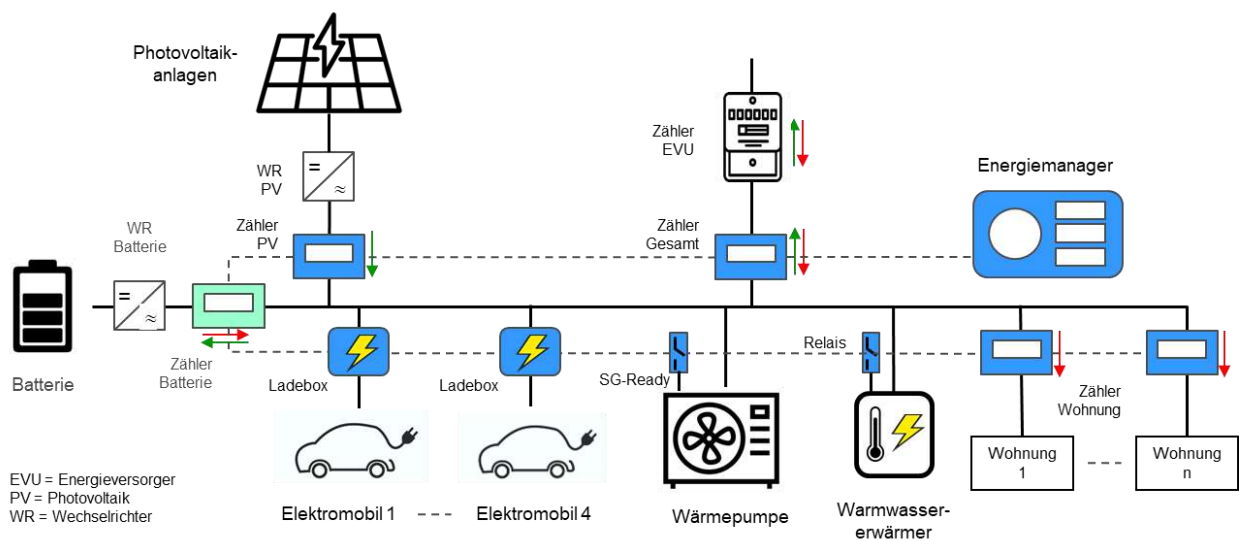 Photovoltaik-
anlagen
Zähler
EVU
WR
PV
Energiemanager
Zähler
PV
Zähler
Gesamt
WR
Batterie
Relais
SG-Ready
Batterie
Zähler
Batterie
Ladebox
Ladebox
Zähler
Wohnung
Wohnung
1
Wohnung
n
EVU = Energieversorger
PV = Photovoltaik
WR = Wechselrichter
Elektromobil 1
Elektromobil 4
Wärmepumpe
Warmwasser-
erwärmer